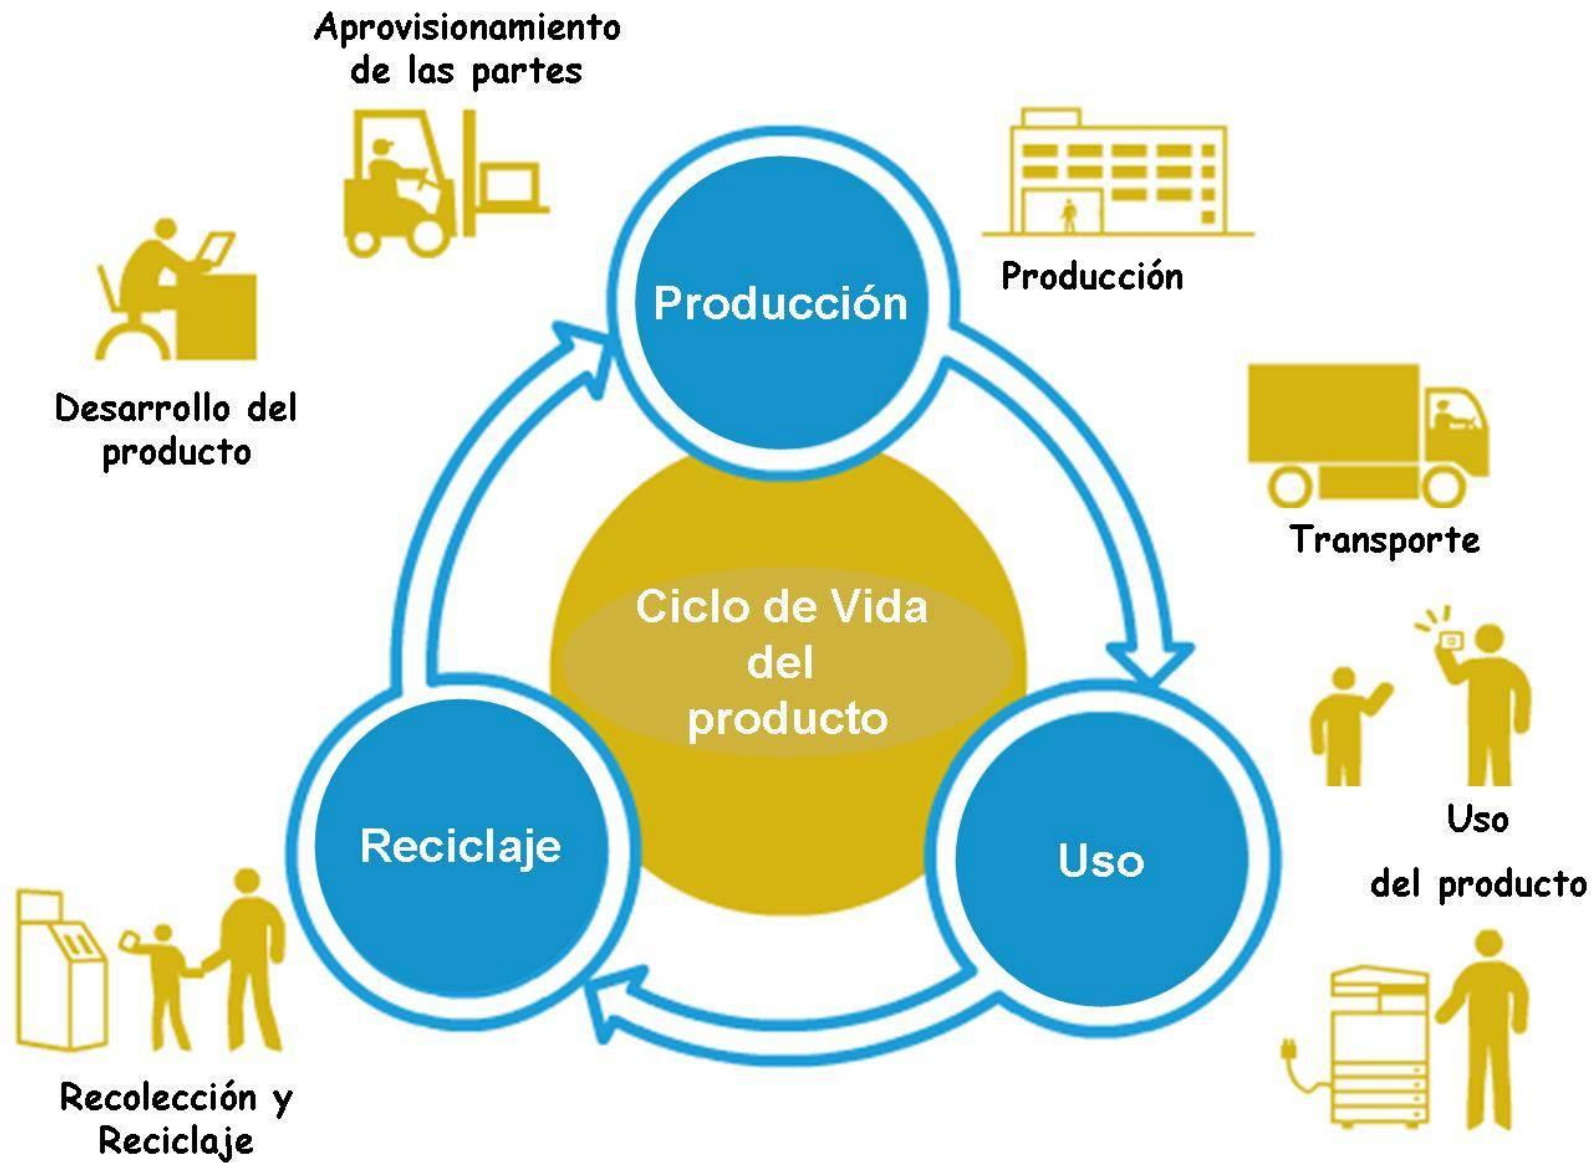 Aprovisionamiento
de las partes
Producción
Producción
Desarrollo del
producto
Transporte
Ciclo de Vida
del
producto
Uso
del producto
Reciclaje
Uso
Recolección y
Reciclaje